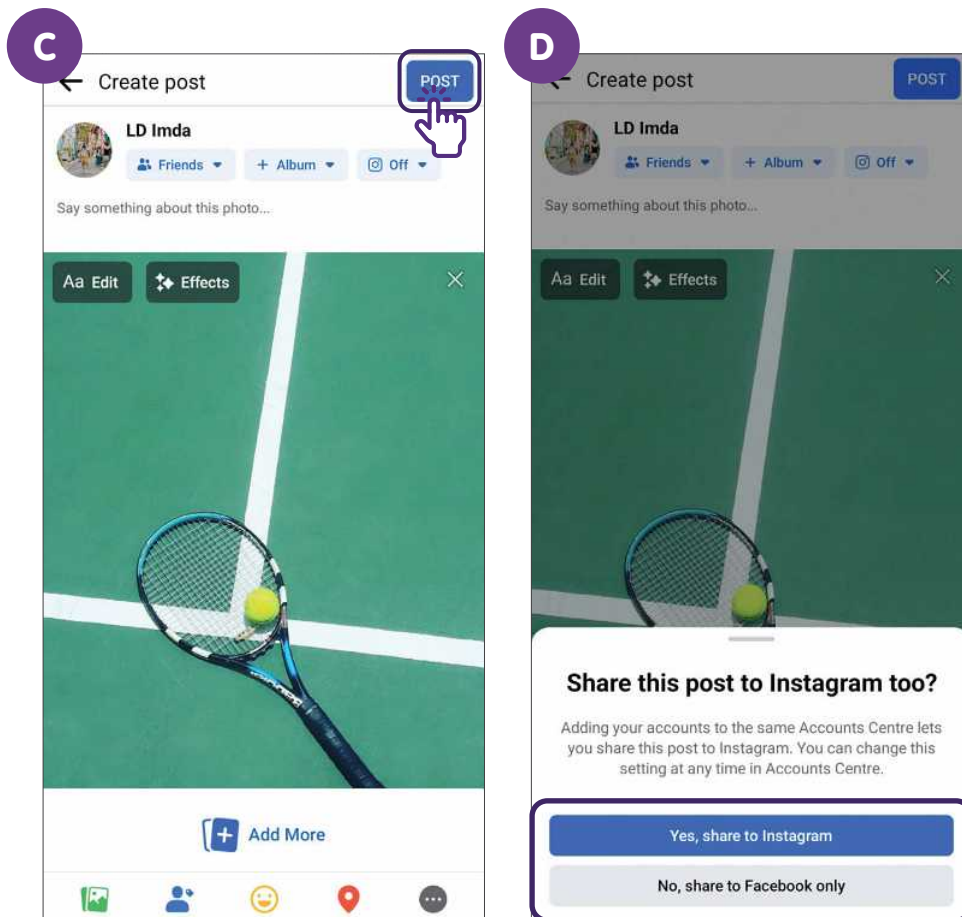 C
Create post
POST
LD Imda
Friends
+ Album
Off
Say something about this photo...
Aa Edit
Effects
Add More
D
Create post
POST
LD Imda
Friends
+ Album
Off
Say something about this photo...
Aa Edit
Effects
Share this post to Instagram too?
Adding your accounts to the same Accounts Centre lets
you share this post to Instagram. You can change this
setting at any time in Accounts Centre.
Yes, share to Instagram
No, share to Facebook only